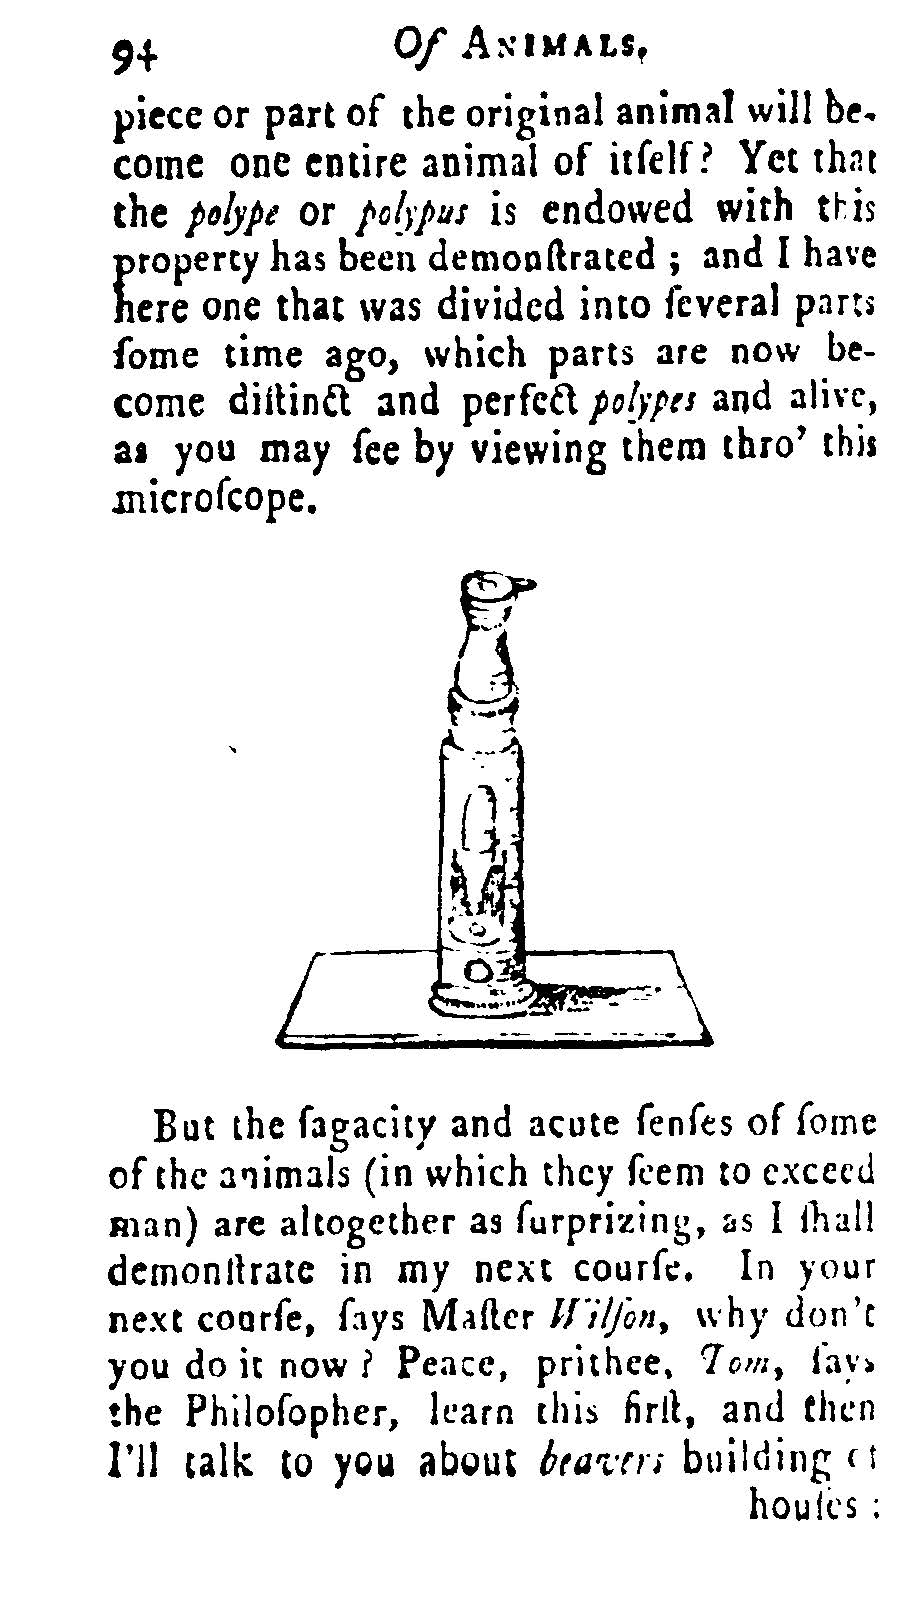 94 Of ANIMALS,
piece or part of the original animal will be-
come one entire animal of itſelf? Yet that
the polype or polypus is endowed with this
property has been demonſtrated ; and I have
here one that was divided into ſeveral parts
ſome time ago, which parts are now be-
come diſtinct and perfect polypes and alive,
as you may ſee by viewing them thro' this
microſcope.
But the ſagacity and acute ſenſes of ſome
of the animals (in which they ſeem to exceed
man) are altogether as ſurprizing, as I ſhall
demonſtrate in my next courſe. In your
next courſe, ſays Maſter Wilſon, why don't
you do it now ? Peace, prithee, Tom, ſays
the Philoſopher, learn this firſt, and then
I'll talk to you about beavers building of
houſes :